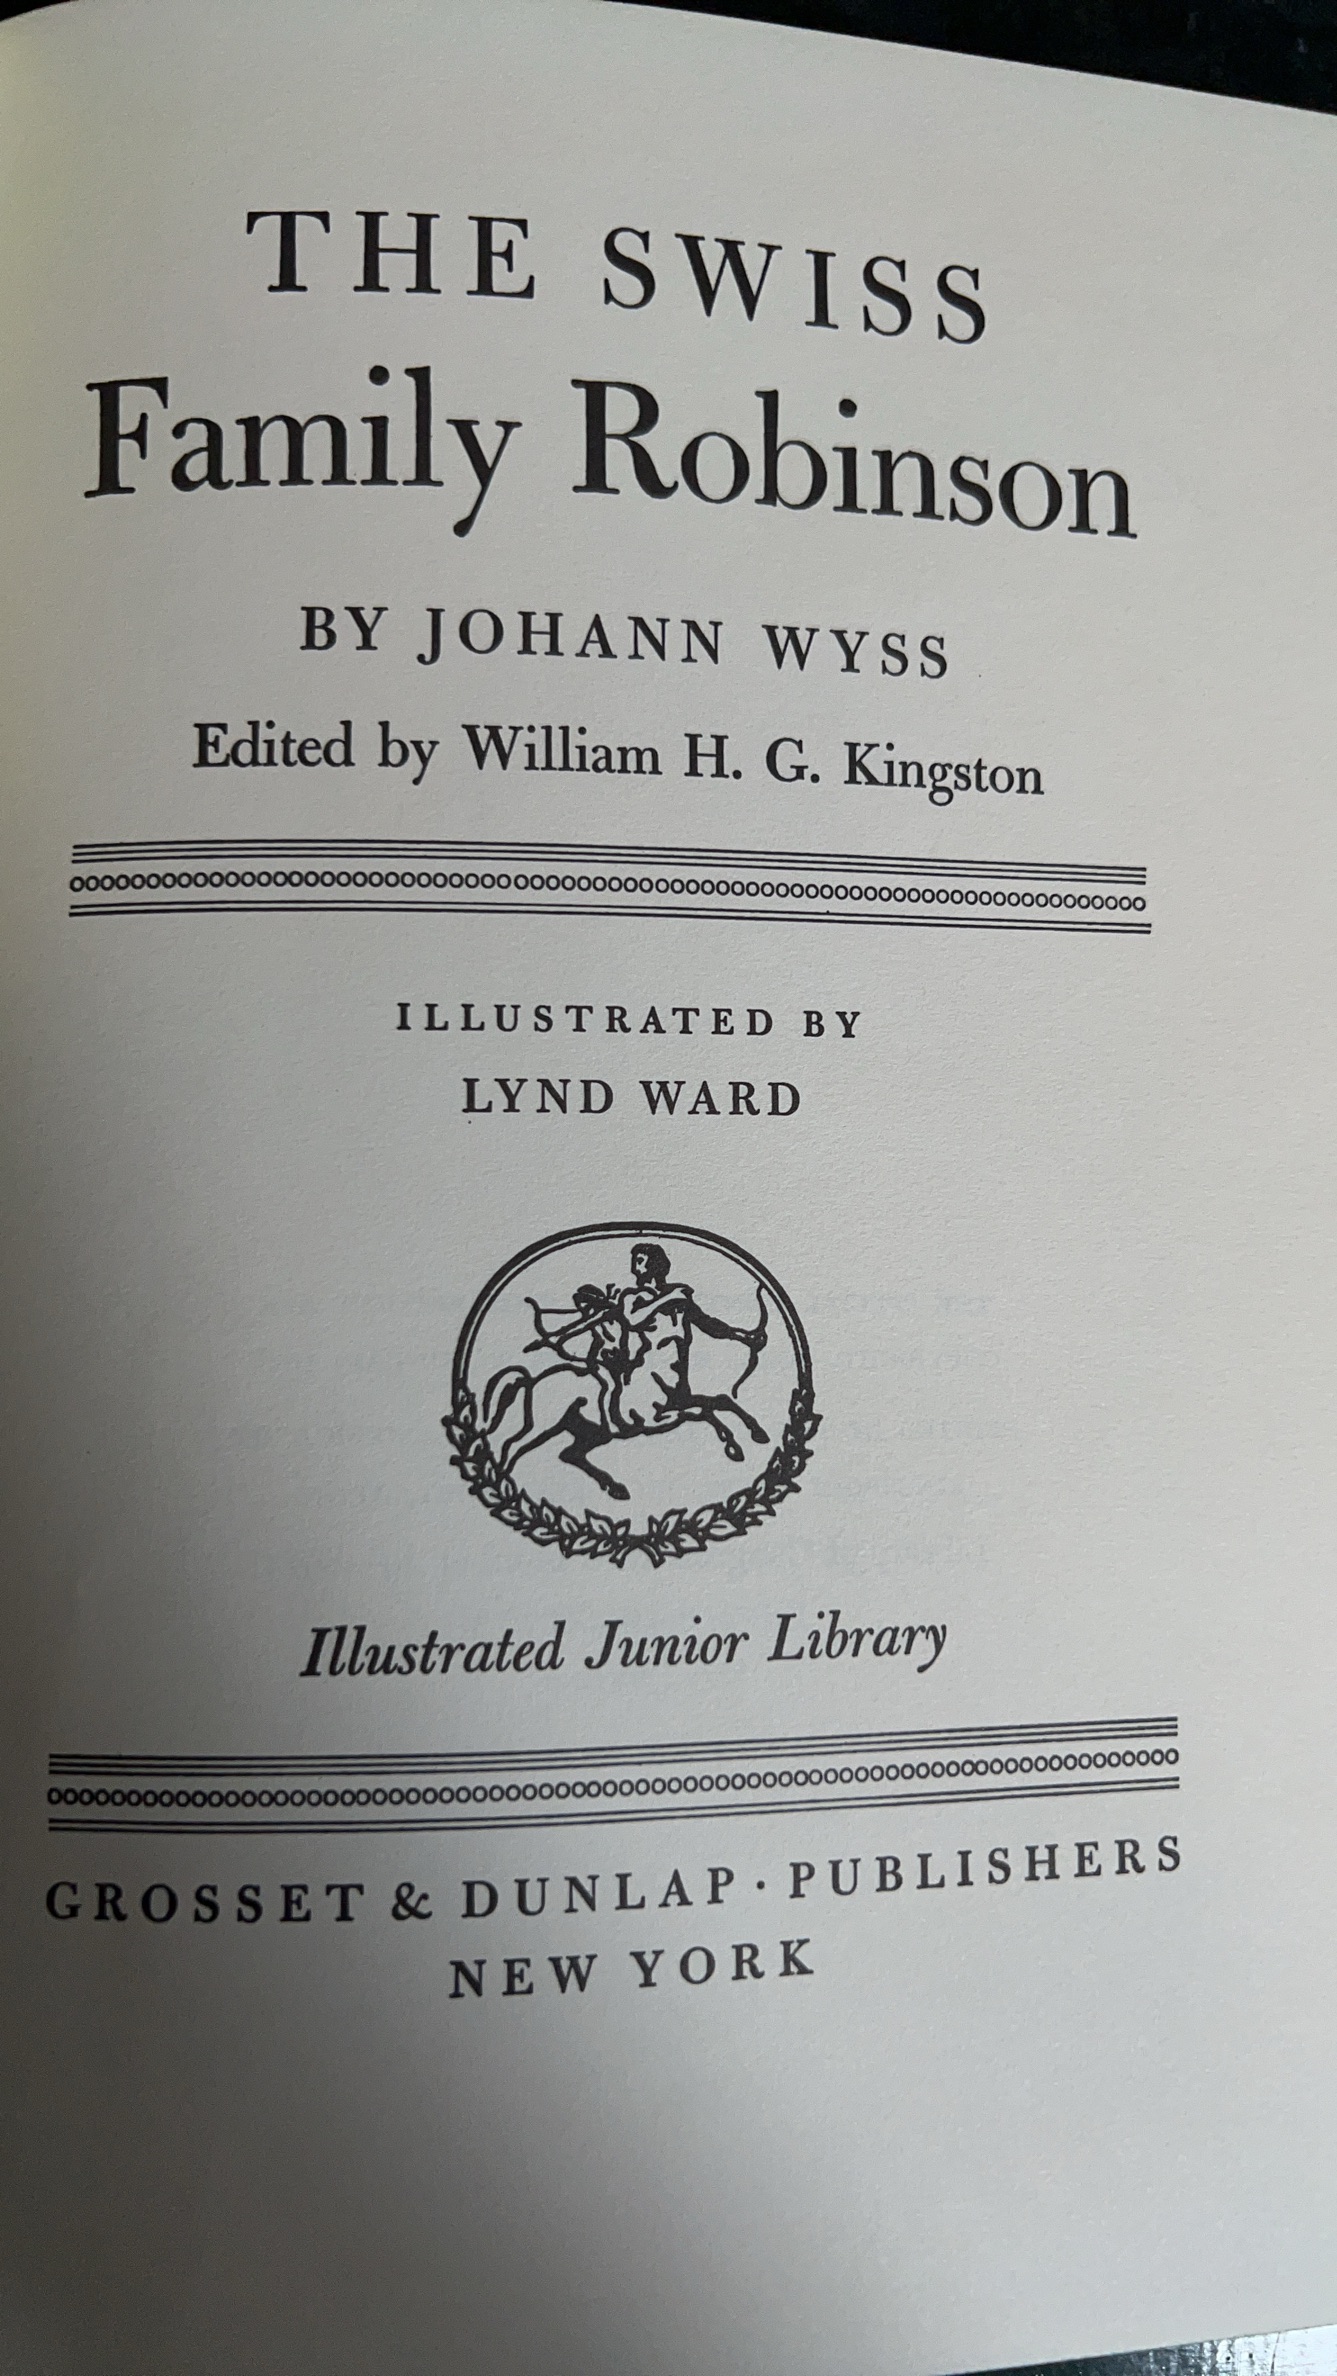 THE SWISS
Family Robinson
BY JOHANN WYSS
Edited by William H. G. Kingston
ILLUSTRATED BY
LYND WARD
Illustrated Junior Library
GROSSET & DUNLAP · PUBLISHERS
NEW YORK